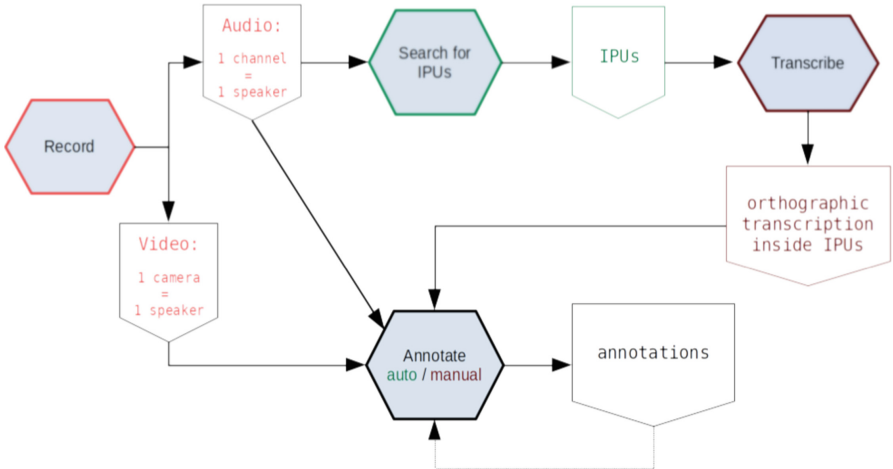 Audio:
1 channel
=
1 speaker
Search for
IPUs
IPUs
Transcribe
Record
orthographic
transcription
inside IPUs
Video:
1 camera
=
1 speaker
Annotate
auto / manual
annotations